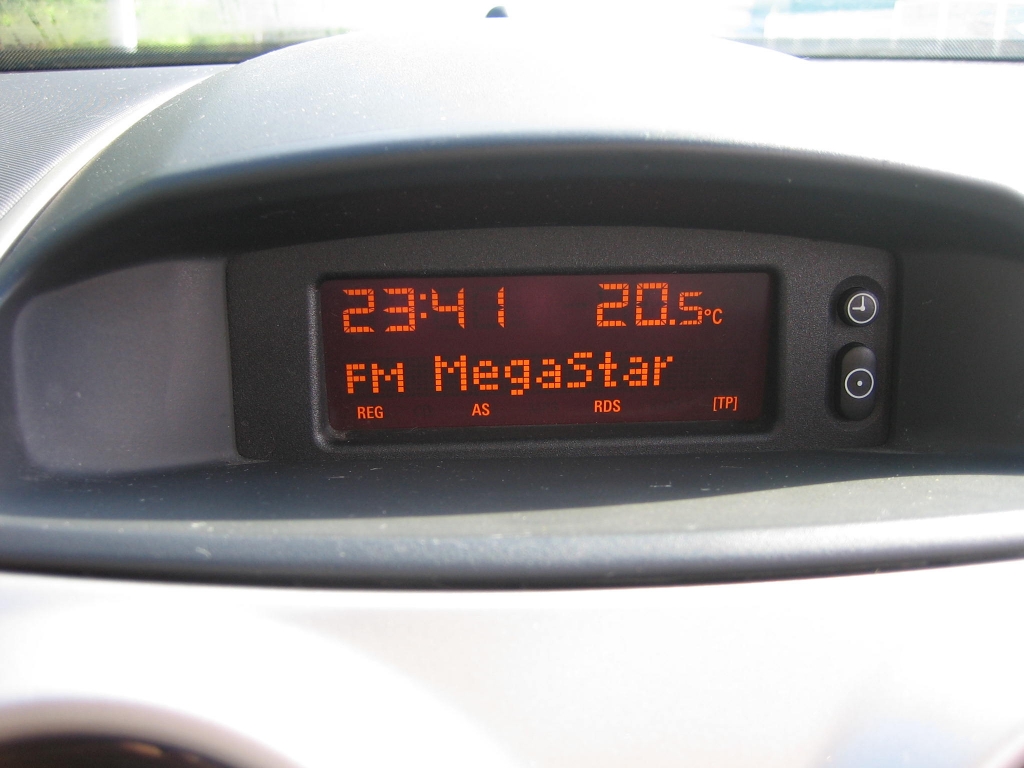 23:41 20.5°C
FM MegaStar
REG AS RDS [TP]